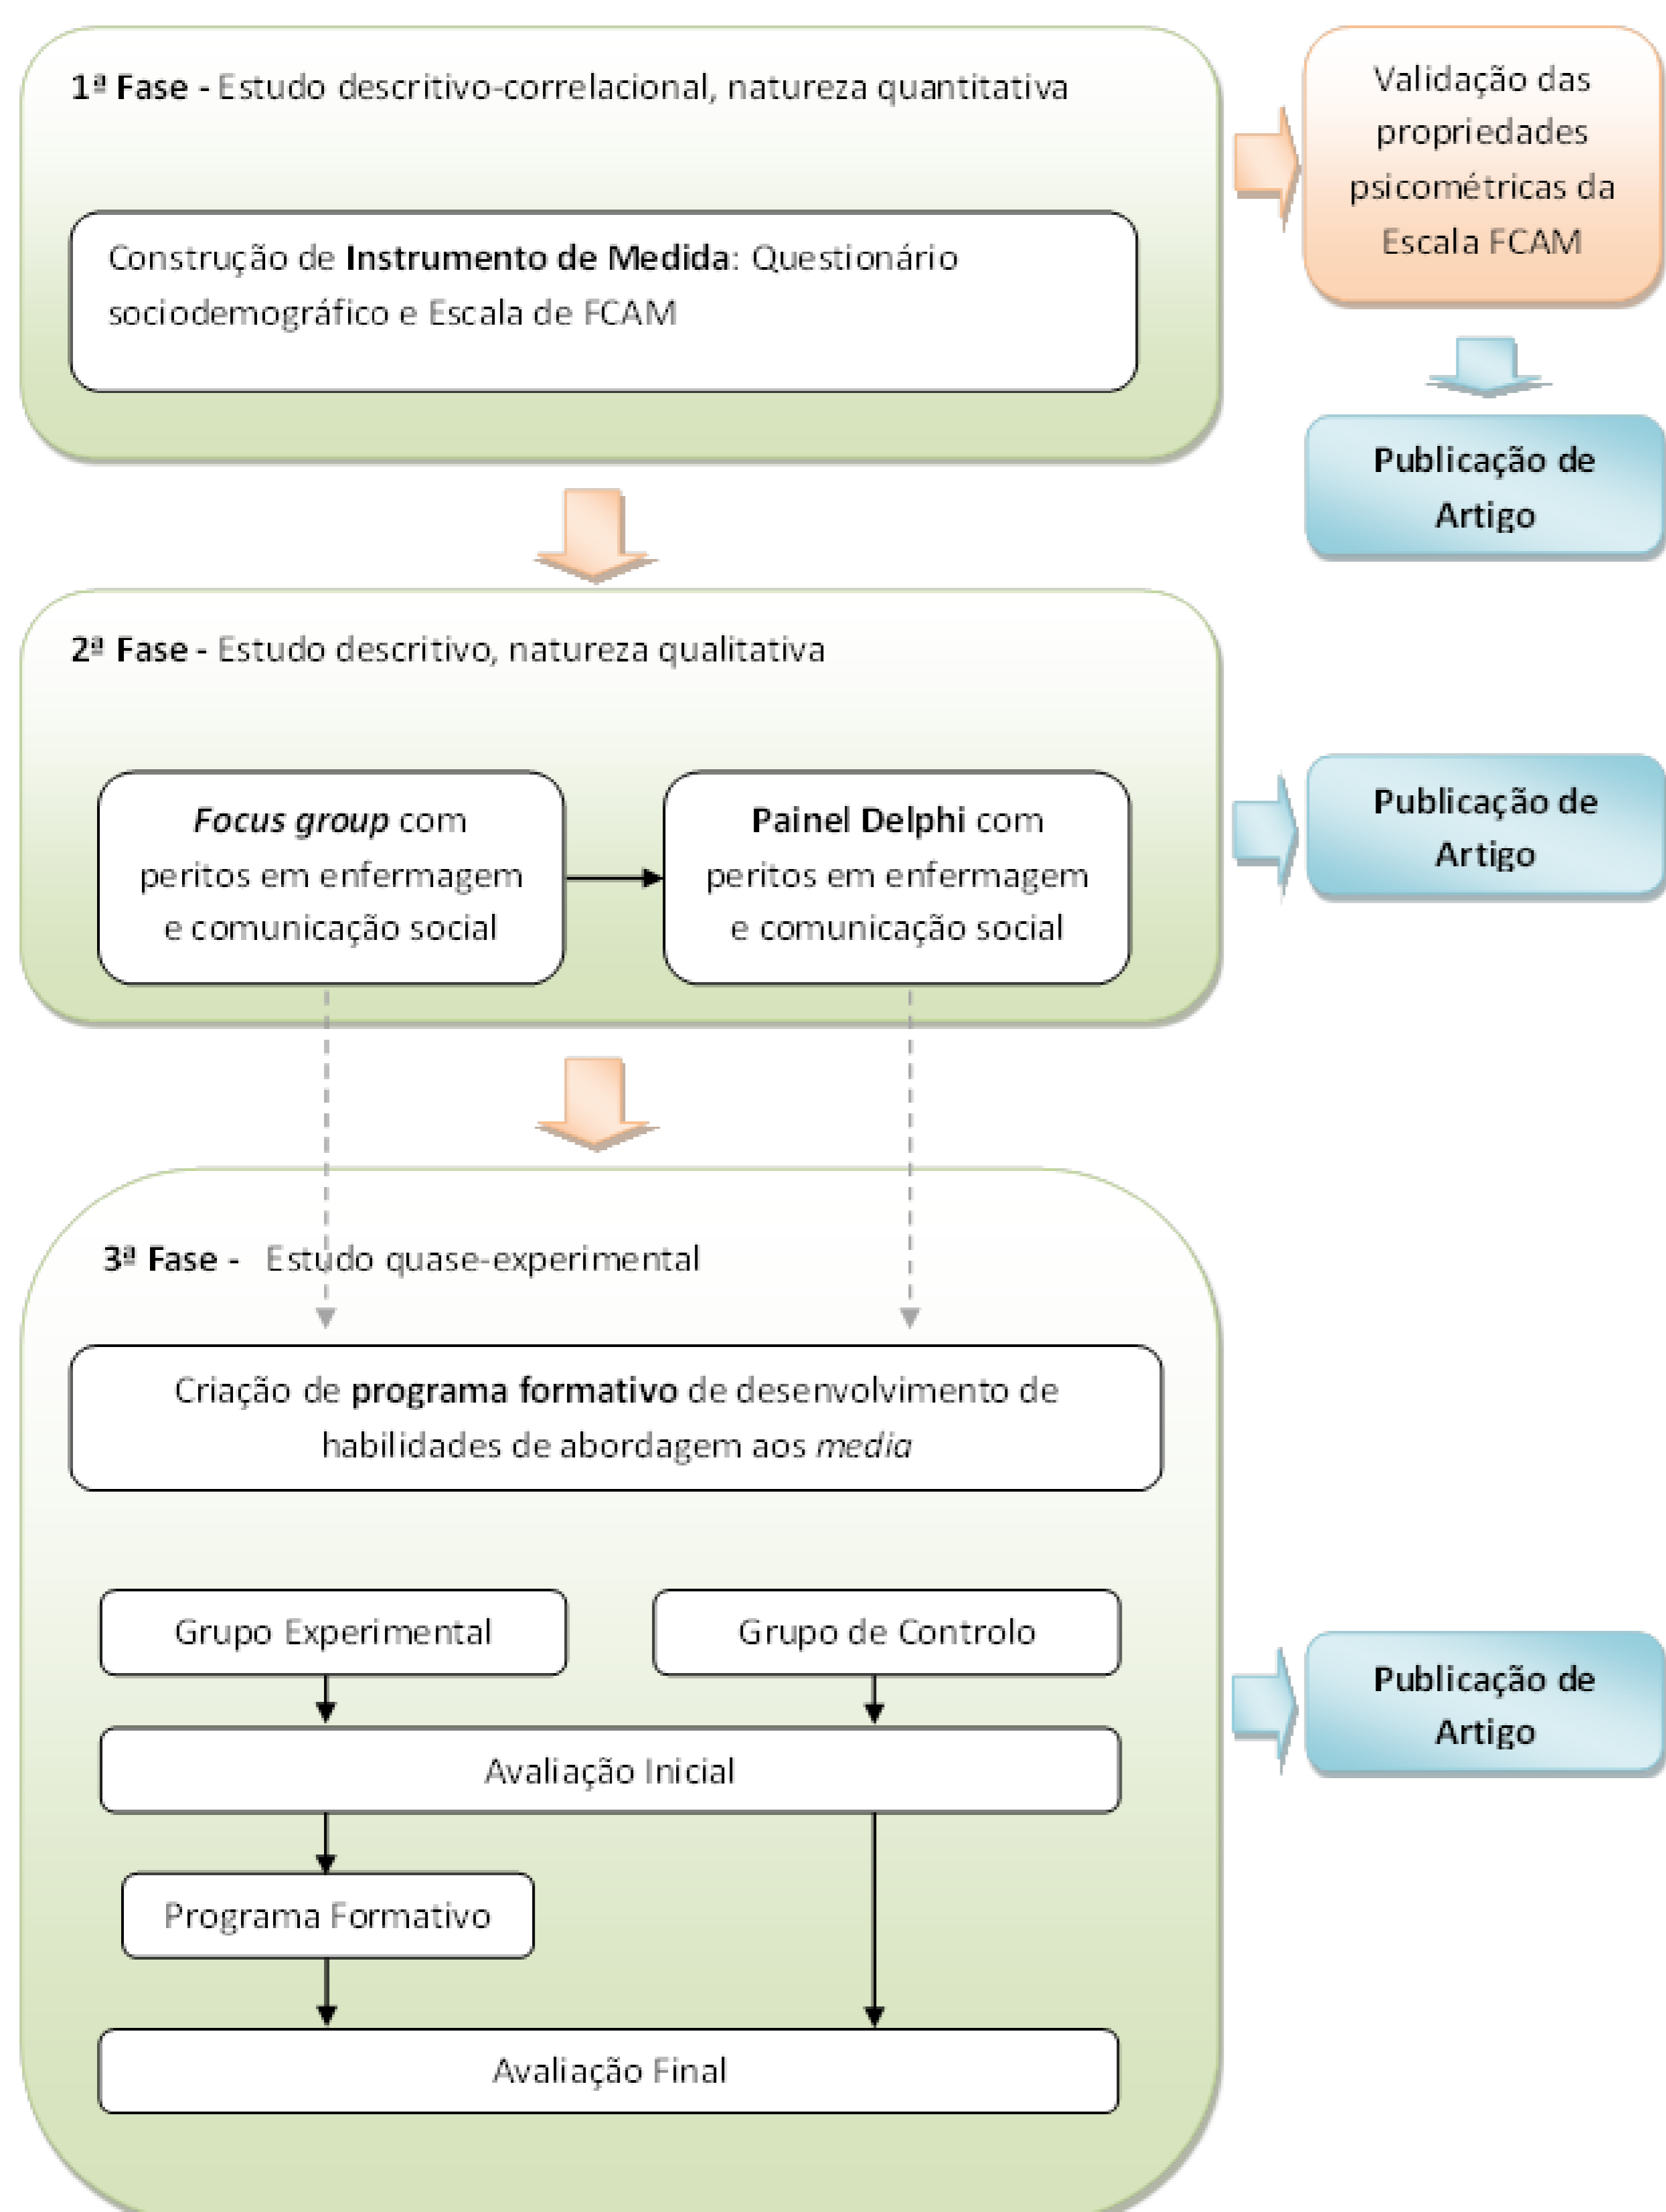 1ª Fase - Estudo descritivo-correlacional, natureza quantitativa
Construção de Instrumento de Medida: Questionário
sociodemográfico e Escala de FCAM
Validação das
propriedades
psicométricas da
Escala FCAM
Publicação de
Artigo
2ª Fase - Estudo descritivo, natureza qualitativa
Focus group com
peritos em enfermagem
e comunicação social
Painel Delphi com
peritos em enfermagem
e comunicação social
Publicação de
Artigo
3ª Fase - Estudo quase-experimental
Criação de programa formativo de desenvolvimento de
habilidades de abordagem aos media
Grupo Experimental
Grupo de Controlo
Avaliação Inicial
Programa Formativo
Avaliação Final
Publicação de
Artigo